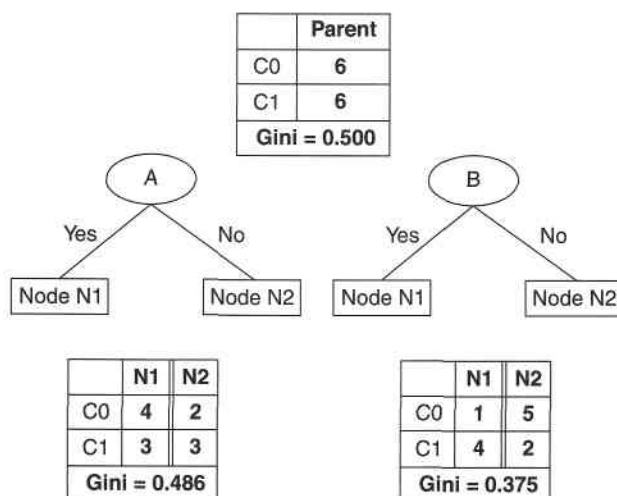 Parent
C0 6
C1 6
Gini = 0.500
A
B
Yes No
Yes No
Node N1 Node N2
Node N1 Node N2
N1 N2
C0 4 2
C1 3 3
Gini = 0.486
N1 N2
C0 1 5
C1 4 2
Gini = 0.375